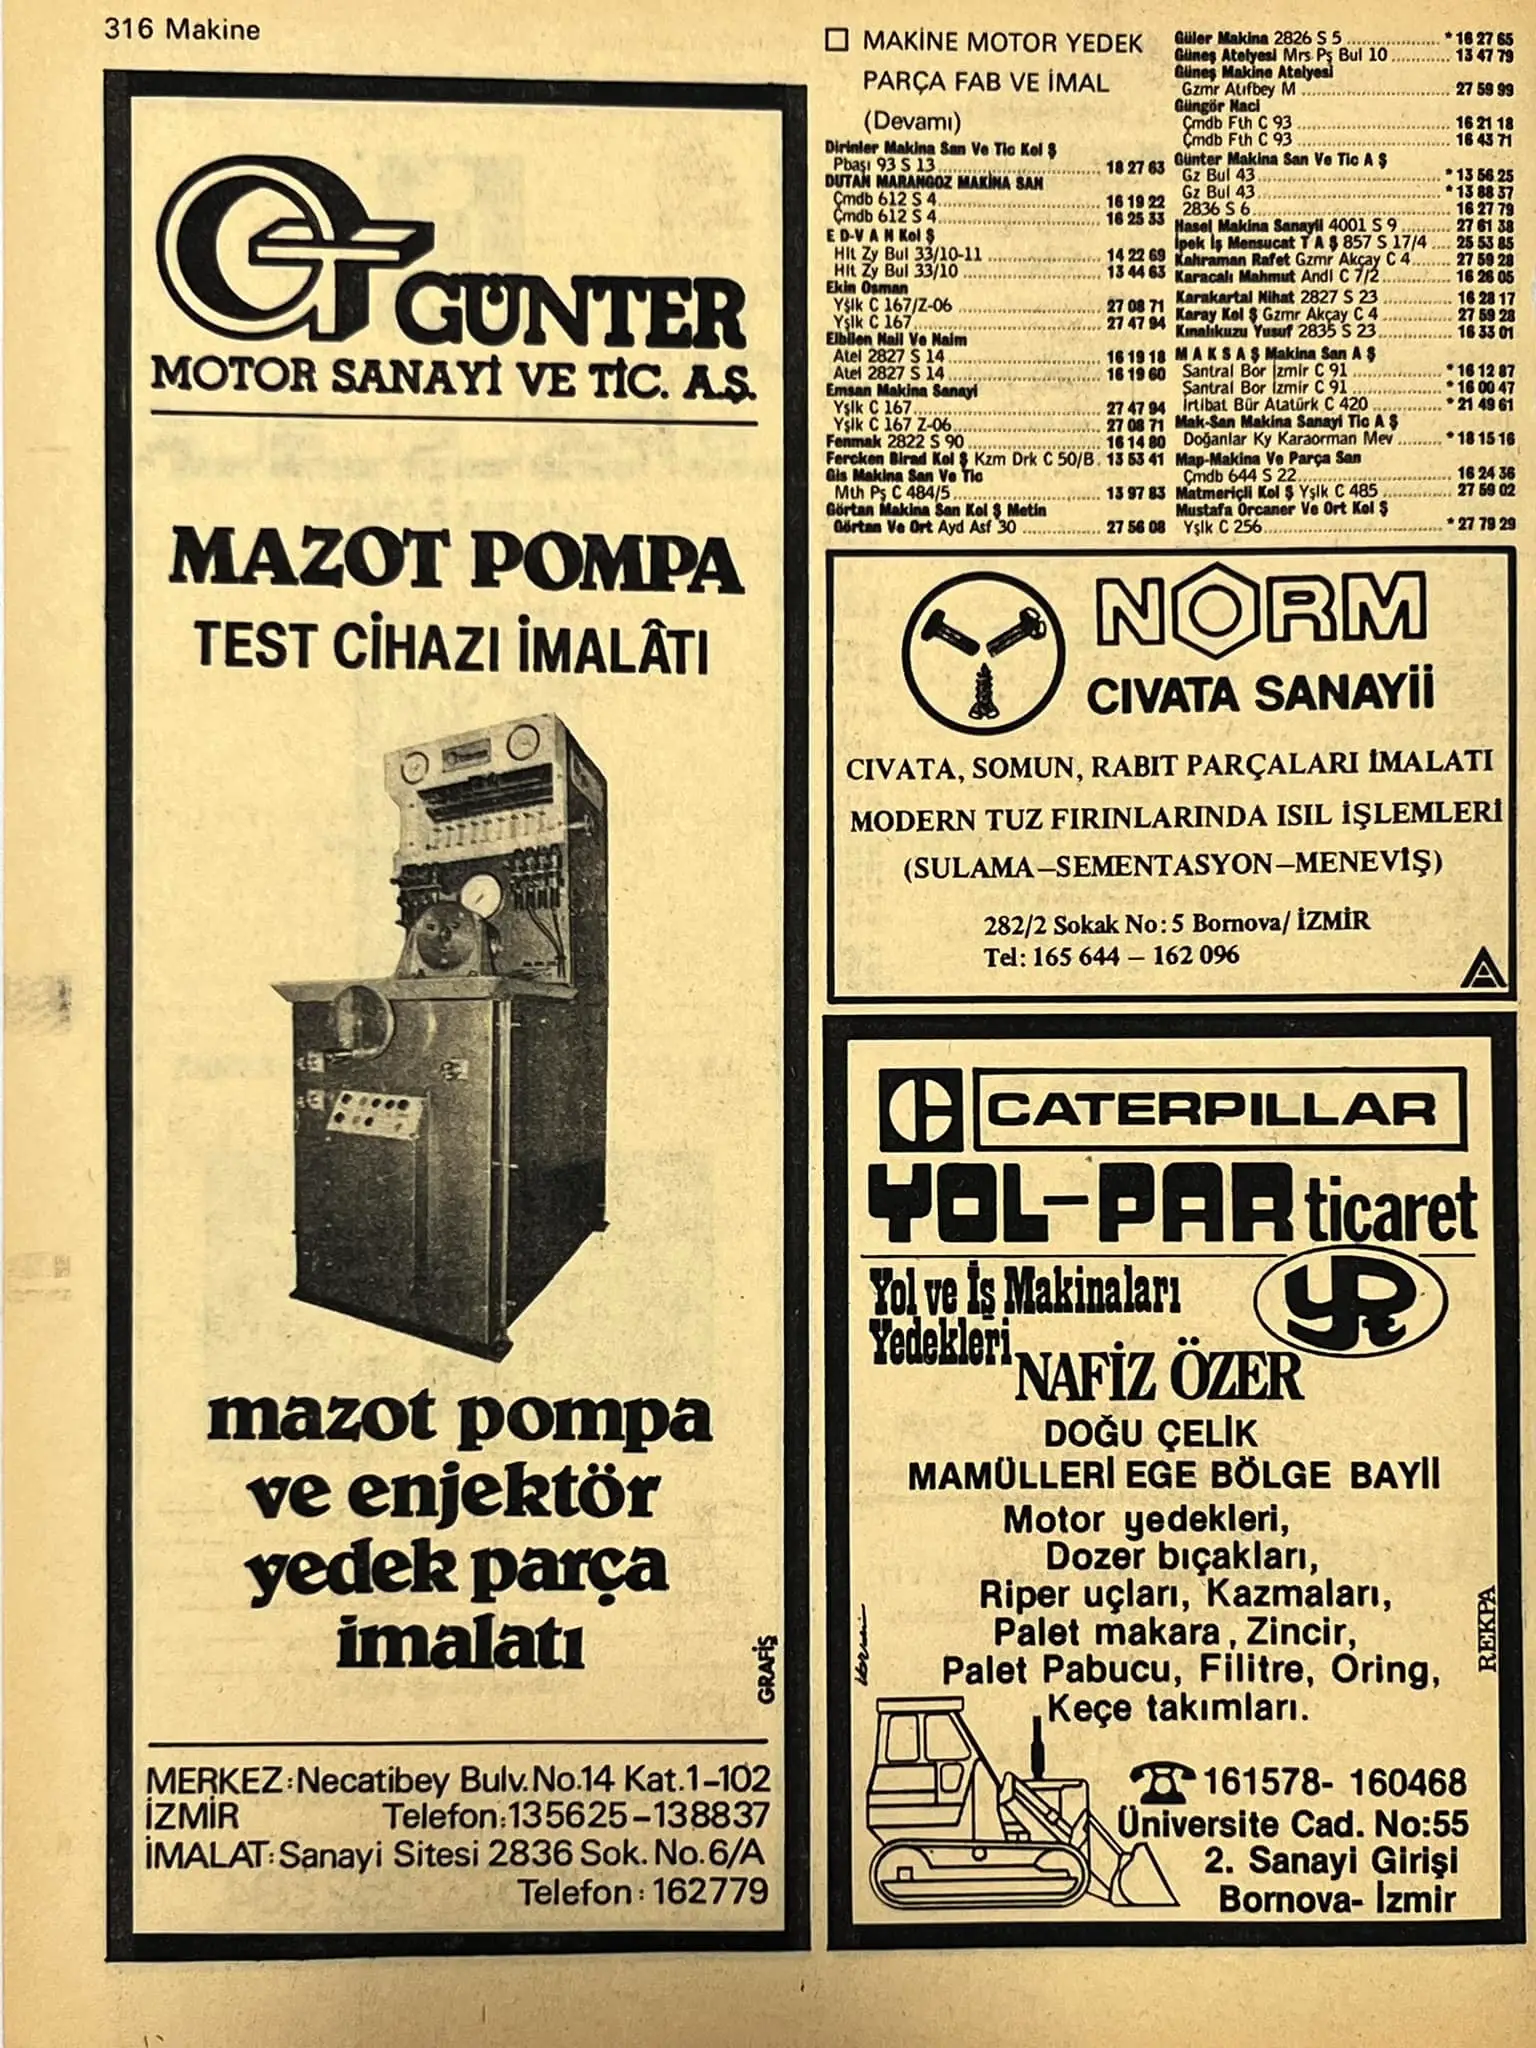 316 Makine
GÜNTER
MOTOR SANAYİ VE TİC. A.Ş.
MAZOT POMPA
TEST CİHAZI İMALÂTI
mazot pompa
ve enjektör
yedek parça
imalatı
GRAFİŞ
MERKEZ: Necatibey Bulv. No.14 Kat.1-102
İZMİR Telefon: 135625-138837
İMALAT: Sanayi Sitesi 2836 Sok. No. 6/A
Telefon: 162779
MAKİNE MOTOR YEDEK
PARÇA FAB VE İMAL
(Devamı)
Dirinler Makina San Ve Tic Kol Ş
Pbaşı 93 S 13 18 27 63
DUTAN MARANGOZ MAKİNA SAN
Çmdb 612 S 4 16 19 22
Çmdb 612 S 4 16 25 33
E D-V A N Kol Ş
Hlt Zy Bul 33/10-11 14 22 69
Hlt Zy Bul 33/10 13 44 63
Ekin Osman
Yşlk C 167/Z-06 27 08 71
Yşlk C 167 27 47 94
Elbilen Nail Ve Naim
Atel 2827 S 14 16 19 18
Atel 2827 S 14 16 19 60
Emsan Makina Sanayi
Yşlk C 167 27 47 94
Yşlk C 167 Z-06 27 08 71
Fenmak 2822 S 90 16 14 80
Fercken Birad Kol Ş Kzm Drk C 50/B 13 53 41
Gis Makina San Ve Tic
Mth Pş C 484/5 13 97 83
Görtan Makina San Kol Ş Metin
Görtan Ve Ort Ayd Asf 30 27 56 08
Güler Makina 2826 S 5 * 16 27 65
Güneş Atelyesi Mrs Pş Bul 10 13 47 79
Güneş Makine Atelyesi
Gzmr Atıfbey M 27 59 99
Güngör Naci
Çmdb Fth C 93 16 21 18
Çmdb Fth C 93 16 43 71
Günter Makina San Ve Tic A Ş
Gz Bul 43 * 13 56 25
Gz Bul 43 * 13 88 37
2836 S 6 16 27 79
Hasel Makina Sanayii 4001 S 9 27 61 38
İpek İş Mensucat T A Ş 857 S 17/4 25 53 85
Kahraman Rafet Gzmr Akçay C 4 27 59 28
Karacalı Mahmut Andl C 7/2 16 26 05
Karakartal Nihat 2827 S 23 16 28 17
Karay Kol Ş Gzmr Akçay C 4 27 59 28
Kınalıkuzu Yusuf 2835 S 23 16 33 01
M A K S A Ş Makina San A Ş
Santral Bor İzmir C 91 * 16 12 87
Santral Bor İzmir C 91 * 16 00 47
İrtibat Bür Atatürk C 420 * 21 49 61
Mak-San Makina Sanayi Tic A Ş
Doğanlar Ky Karaorman Mev * 18 15 16
Map-Makina Ve Parça San
Çmdb 644 S 22 16 24 36
Matmeriçli Kol Ş Yşlk C 485 27 59 02
Mustafa Orcaner Ve Ort Kol Ş
Yşlk C 256 * 27 79 29
NORM
CIVATA SANAYİİ
CIVATA, SOMUN, RABIT PARÇALARI İMALATI
MODERN TUZ FIRINLARINDA ISIL İŞLEMLERİ
(SULAMA–SEMENTASYON–MENEVİŞ)
282/2 Sokak No: 5 Bornova/ İZMİR
Tel: 165 644 – 162 096
CATERPILLAR
YOL-PAR ticaret
Yol ve İş Makinaları
Yedekleri
NAFİZ ÖZER
DOĞU ÇELİK
MAMÜLLERİ EGE BÖLGE BAYİİ
Motor yedekleri,
Dozer bıçakları,
Riper uçları, Kazmaları,
Palet makara, Zincir,
Palet Pabucu, Filitre, Oring,
Keçe takımları.
REKPA
161578- 160468
Üniversite Cad. No:55
2. Sanayi Girişi
Bornova- İzmir